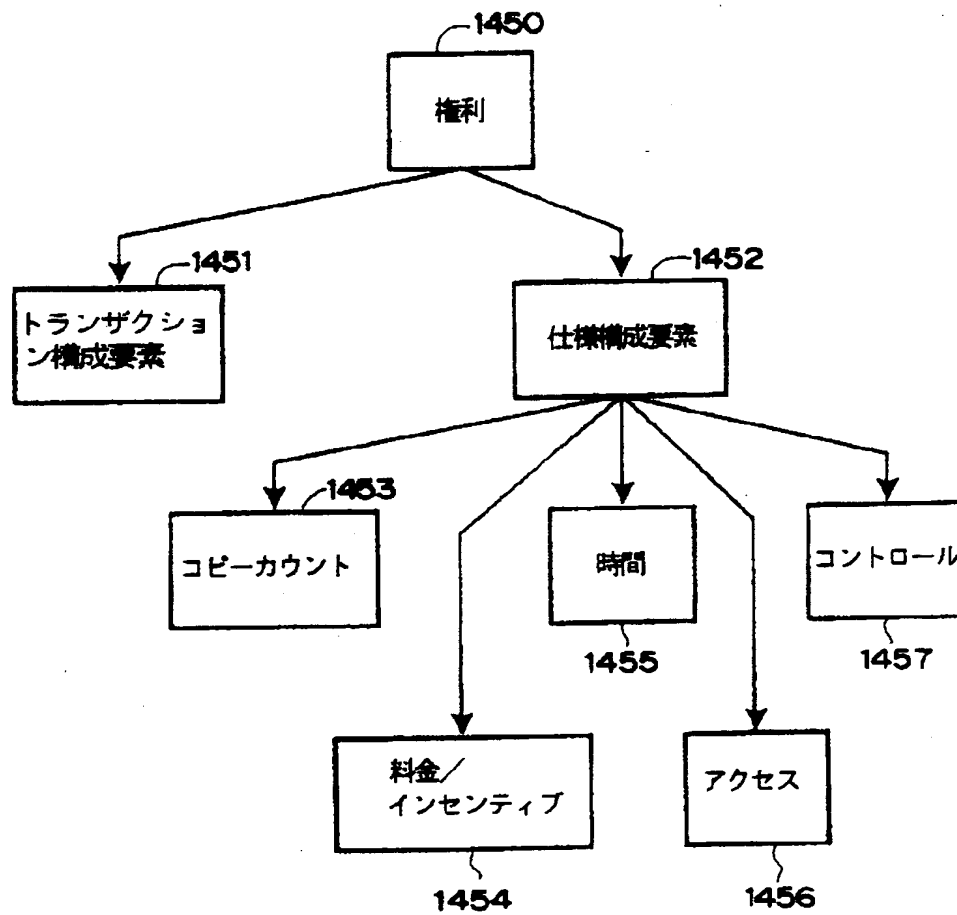 1450
権利
1451
トランザクショ
ン構成要素
1452
仕様構成要素
1453
コピーカウント
時間
1455
コントロール
1457
料金／
インセンティブ
1454
アクセス
1456